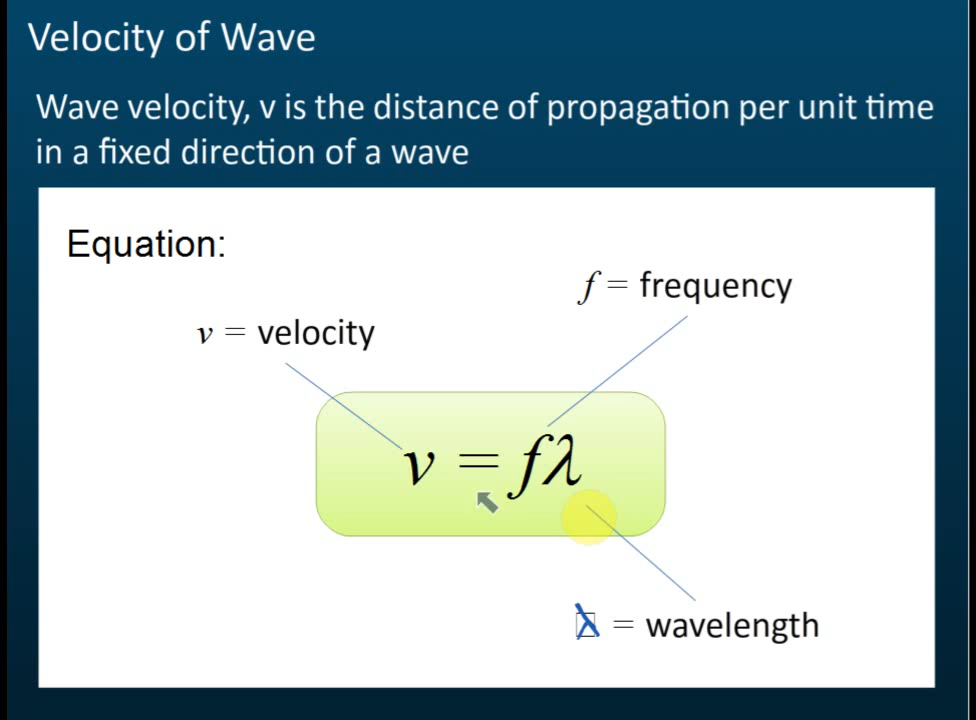 Velocity of Wave
Wave velocity, v is the distance of propagation per unit time
in a fixed direction of a wave
Equation:
f = frequency
v = velocity
v = fλ
λ = wavelength